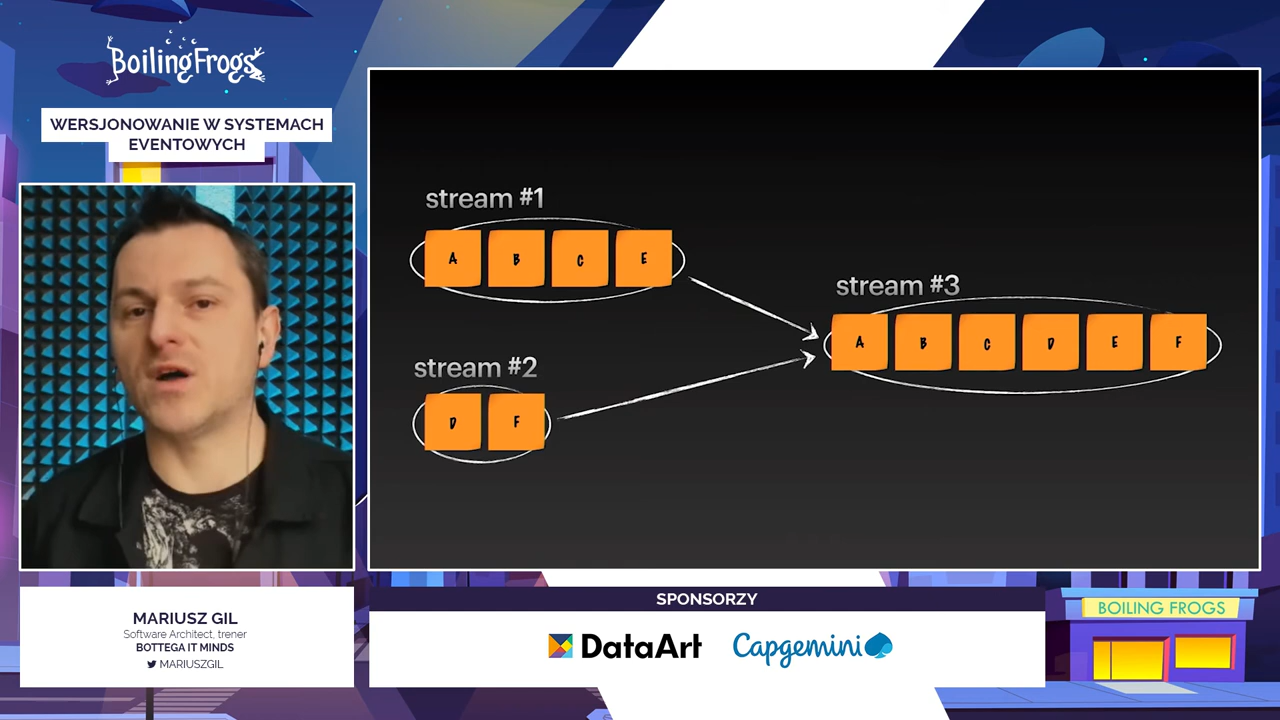 BoilingFrogs
WERSJONOWANIE W SYSTEMACH
EVENTOWYCH
stream #1
A B C E
stream #2
D F
stream #3
A B C D E F
MARIUSZ GIL
Software Architect, trener
BOTTEGA IT MINDS
MARIUSZGIL
SPONSORZY
DataArt
Capgemini
BOILING FROGS